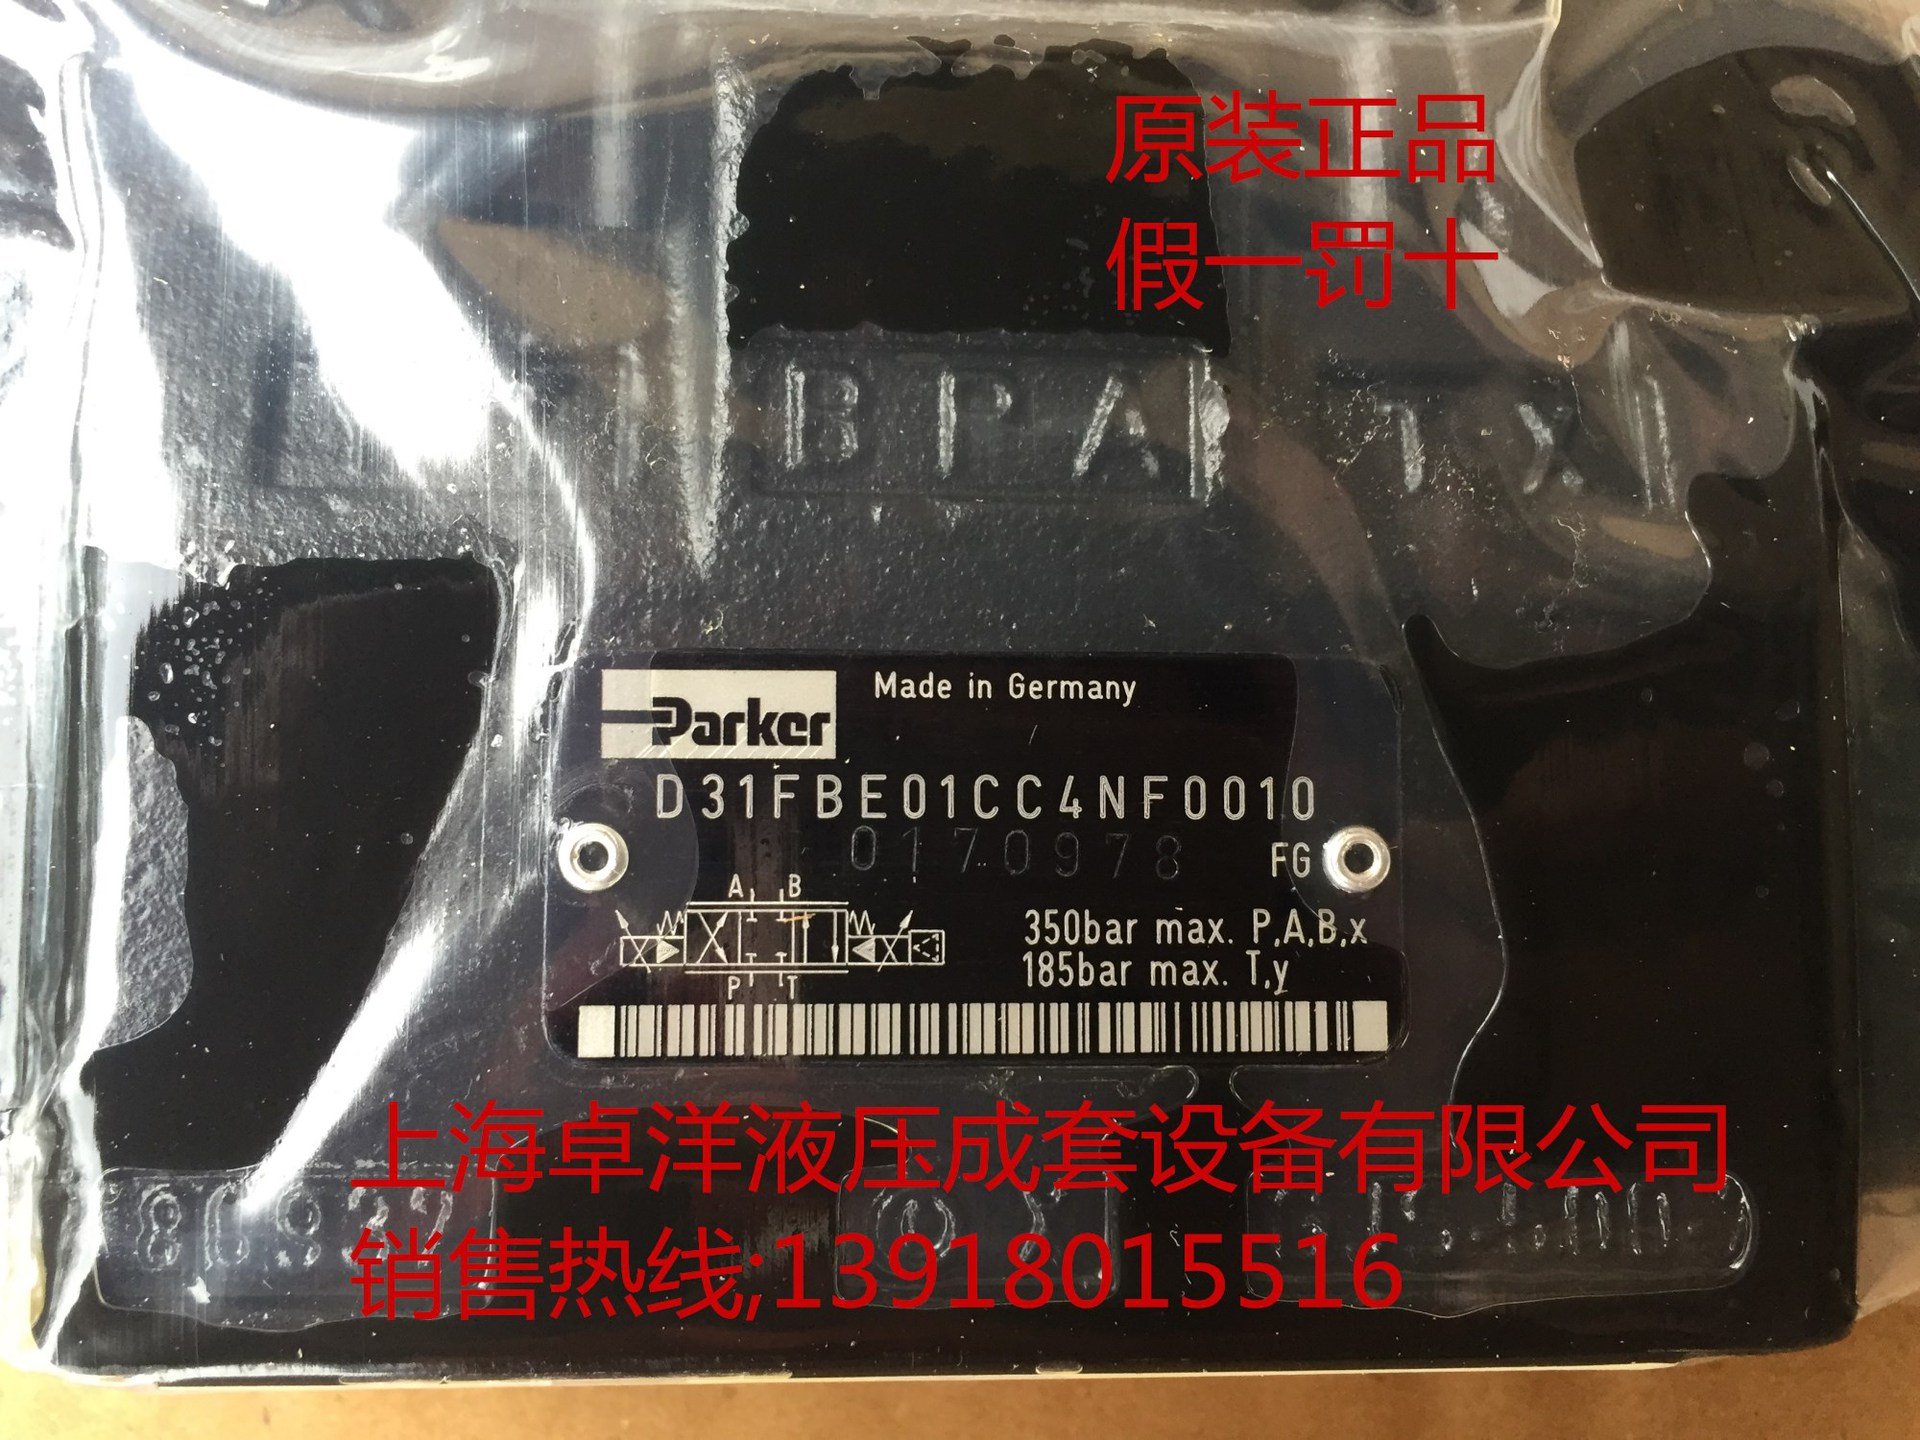 原装正品
假一罚十
B P A T X
Parker
Made in Germany
D31FBE01CC4NF0010
0170978
FG
A B
350bar max. P,A,B,x
185bar max. T,y
P T
上海卓洋液压成套设备有限公司
销售热线;13918015516